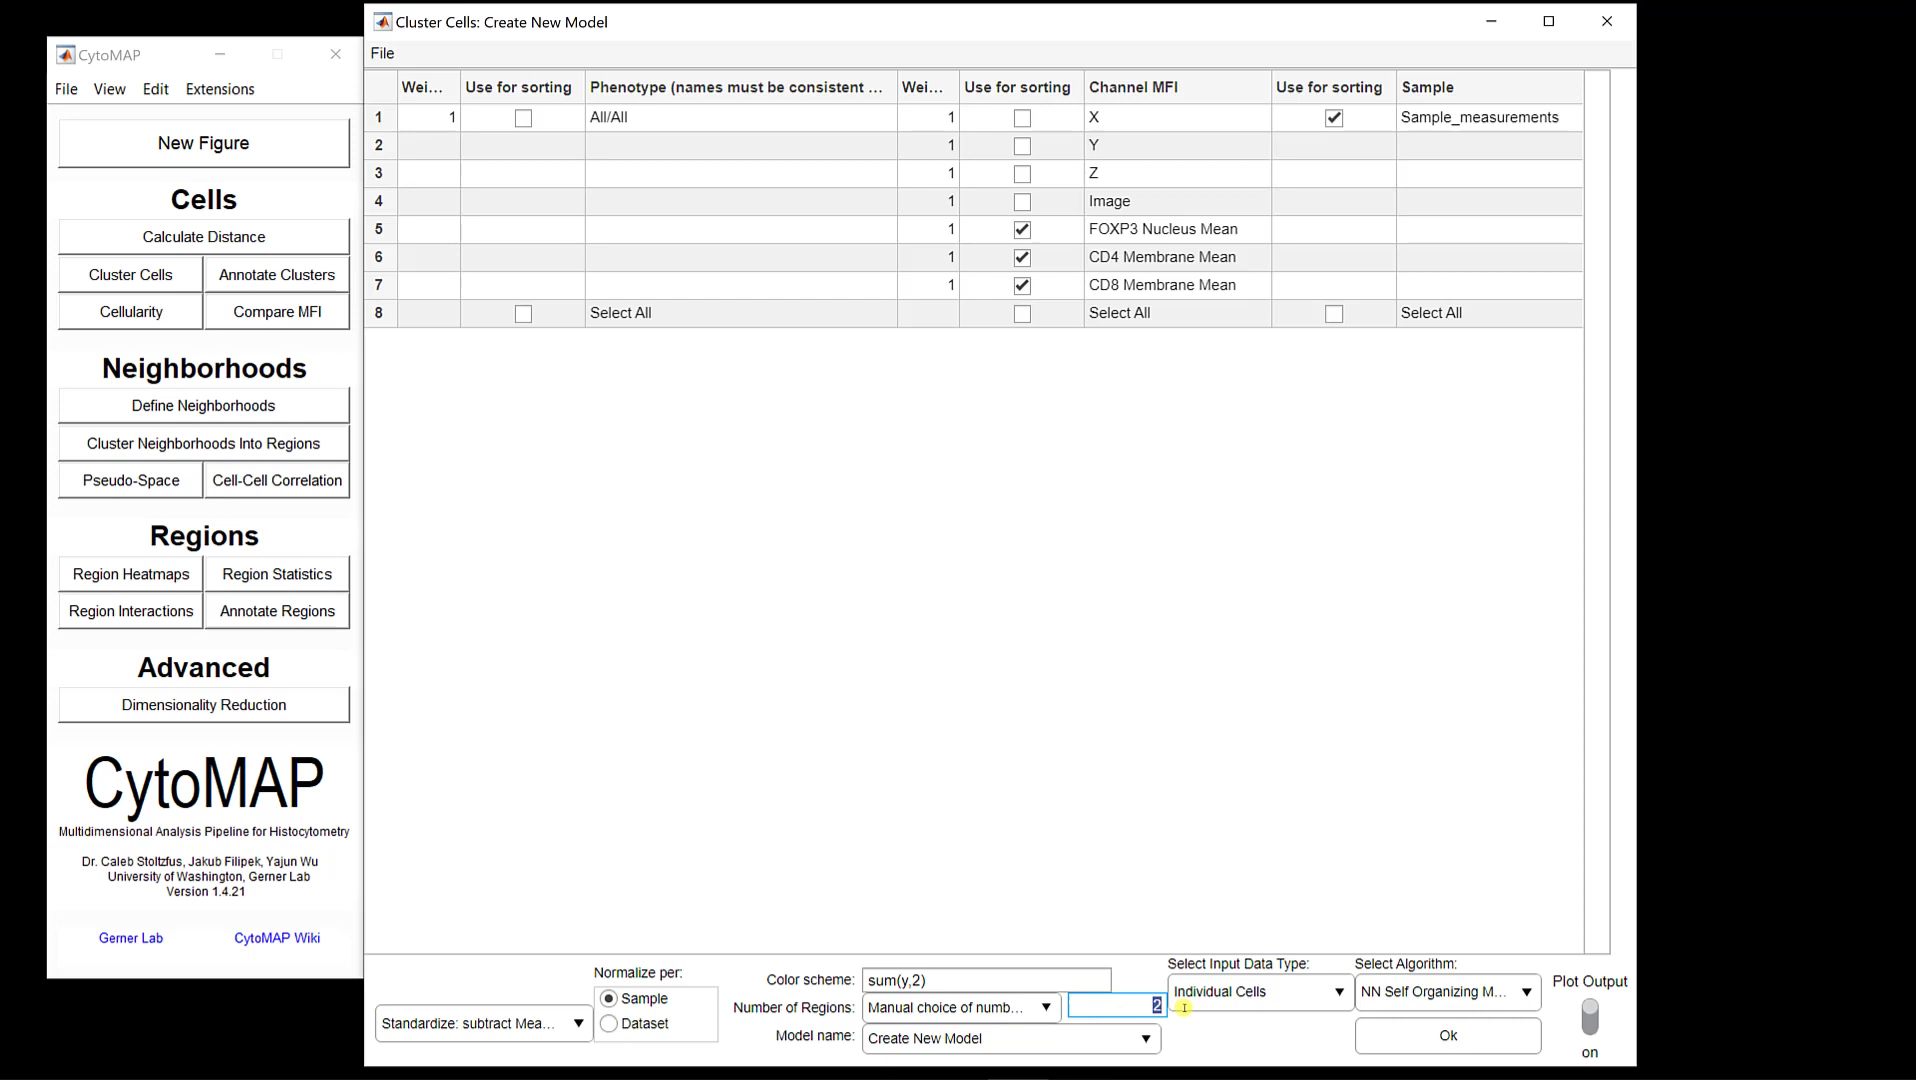 CytoMAP
File View Edit Extensions
New Figure
Cells
Calculate Distance
Cluster Cells Annotate Clusters
Cellularity Compare MFI
Neighborhoods
Define Neighborhoods
Cluster Neighborhoods Into Regions
Pseudo-Space Cell-Cell Correlation
Regions
Region Heatmaps Region Statistics
Region Interactions Annotate Regions
Advanced
Dimensionality Reduction
CytoMAP
Multidimensional Analysis Pipeline for Histocytometry
Dr. Caleb Stoltzfus, Jakub Filipek, Yajun Wu
University of Washington, Gerner Lab
Version 1.4.21
Gerner Lab CytoMAP Wiki
Cluster Cells: Create New Model
File
Wei... Use for sorting Phenotype (names must be consistent ... Wei... Use for sorting Channel MFI Use for sorting Sample
1 1 All/All 1 X Sample_measurements
2 1 Y
3 1 Z
4 1 Image
5 1 FOXP3 Nucleus Mean
6 1 CD4 Membrane Mean
7 1 CD8 Membrane Mean
8 Select All Select All Select All
Standardize: subtract Mea...
Normalize per:
Sample
Dataset
Color scheme: sum(y,2)
Number of Regions: Manual choice of numb... 2
Model name: Create New Model
Select Input Data Type:
Individual Cells
Select Algorithm:
NN Self Organizing M...
Ok
Plot Output
on